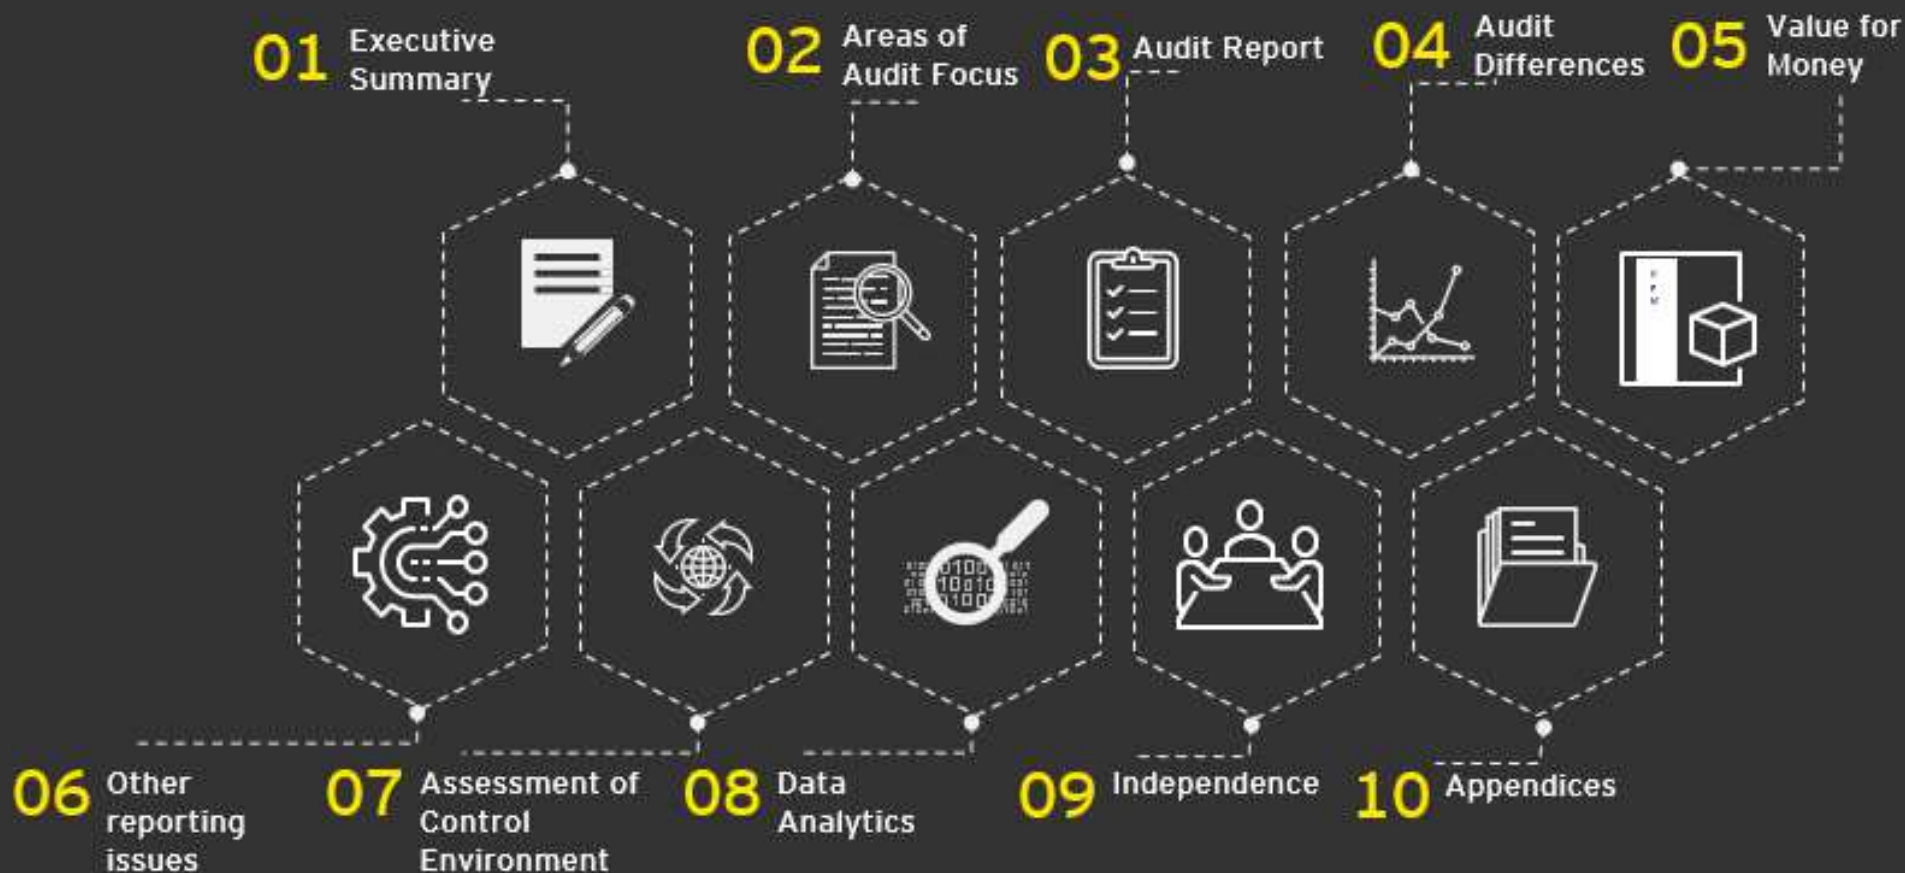 01 Executive
Summary
02 Areas of
Audit Focus
03 Audit Report
04 Audit
Differences
05 Value for
Money
06 Other
reporting
issues
07 Assessment of
Control
Environment
08 Data
Analytics
09 Independence
10 Appendices